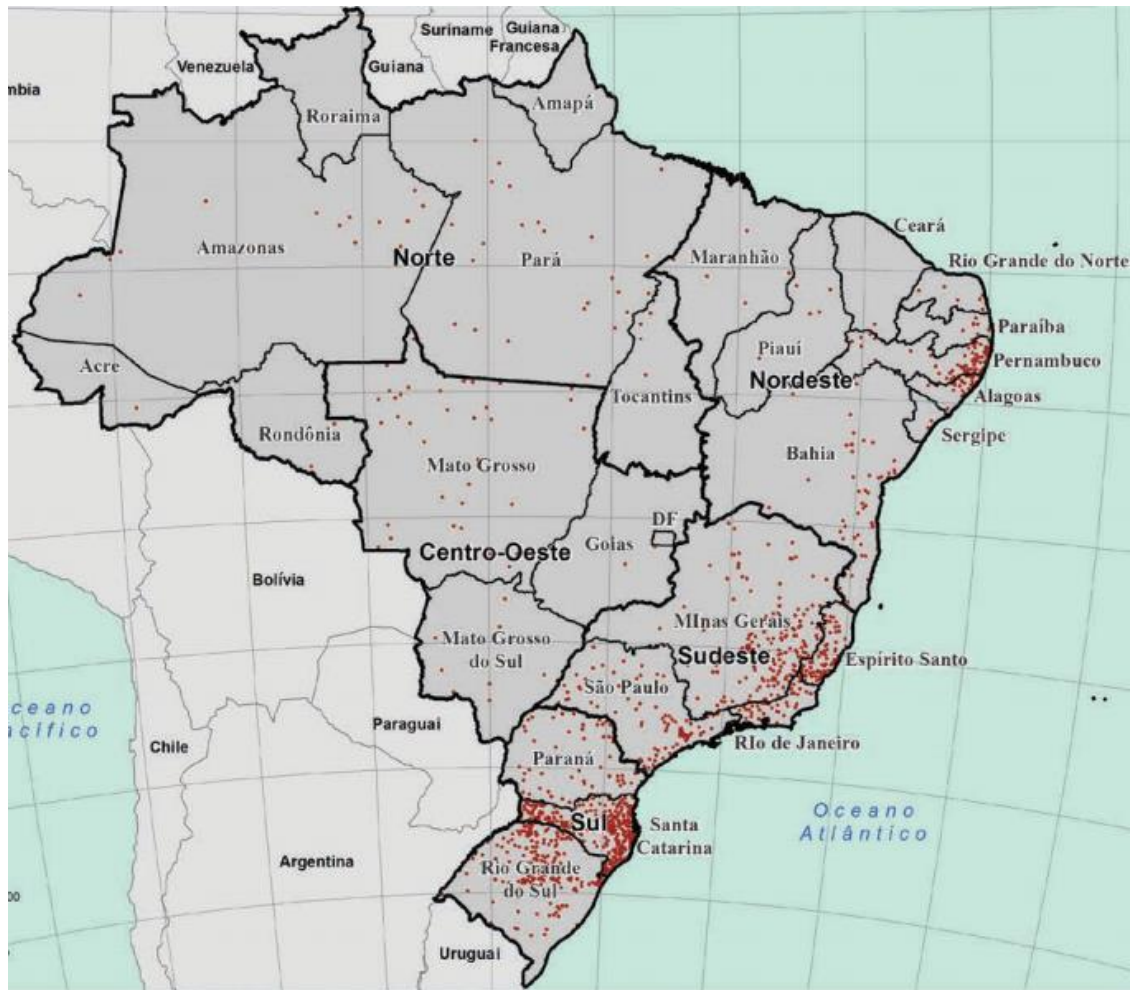 Suriname
Guiana
Francesa
Venezuela
Guiana
mbia
Roraima
Amapá
Amazonas
Norte
Pará
Maranhão
Ceará
Rio Grande do Norte
Paraíba
Piauí
Pernambuco
Nordeste
Acre
Tocantins
Alagoas
Rondônia
Mato Grosso
Bahia
Sergipe
DF
Centro-Oeste
Goias
Bolívia
MInas Gerais
Mato Grosso
do Sul
Sudeste
Espírito Santo
São Paulo
ceano
acífico
Paraguai
Chile
RIo de Janeiro
Paraná
Oceano
Atlântico
Sul
Santa
Catarina
Argentina
Rio Grande
do Sul
00
Uruguai